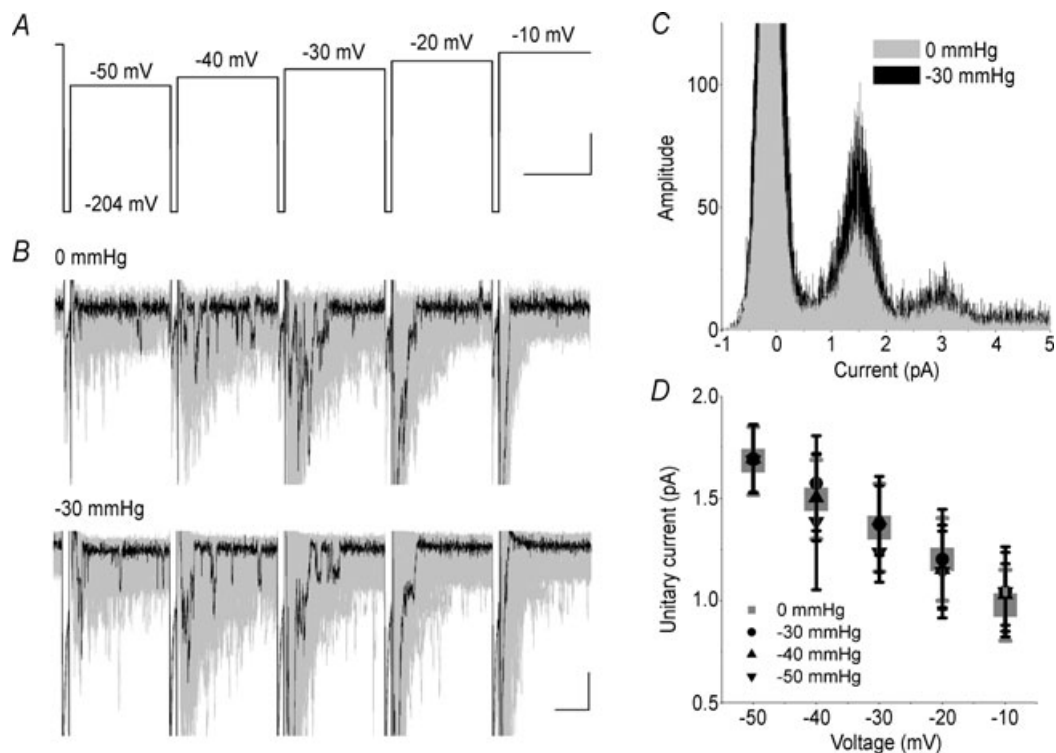 A
-50 mV
-40 mV
-30 mV
-20 mV
-10 mV
-204 mV
B
0 mmHg
-30 mmHg
C
0 mmHg
-30 mmHg
Amplitude
100
50
0
-1 0 1 2 3 4 5
Current (pA)
D
Unitary current (pA)
2.0
1.5
1.0
0.5
0 mmHg
-30 mmHg
-40 mmHg
-50 mmHg
-50 -40 -30 -20 -10
Voltage (mV)